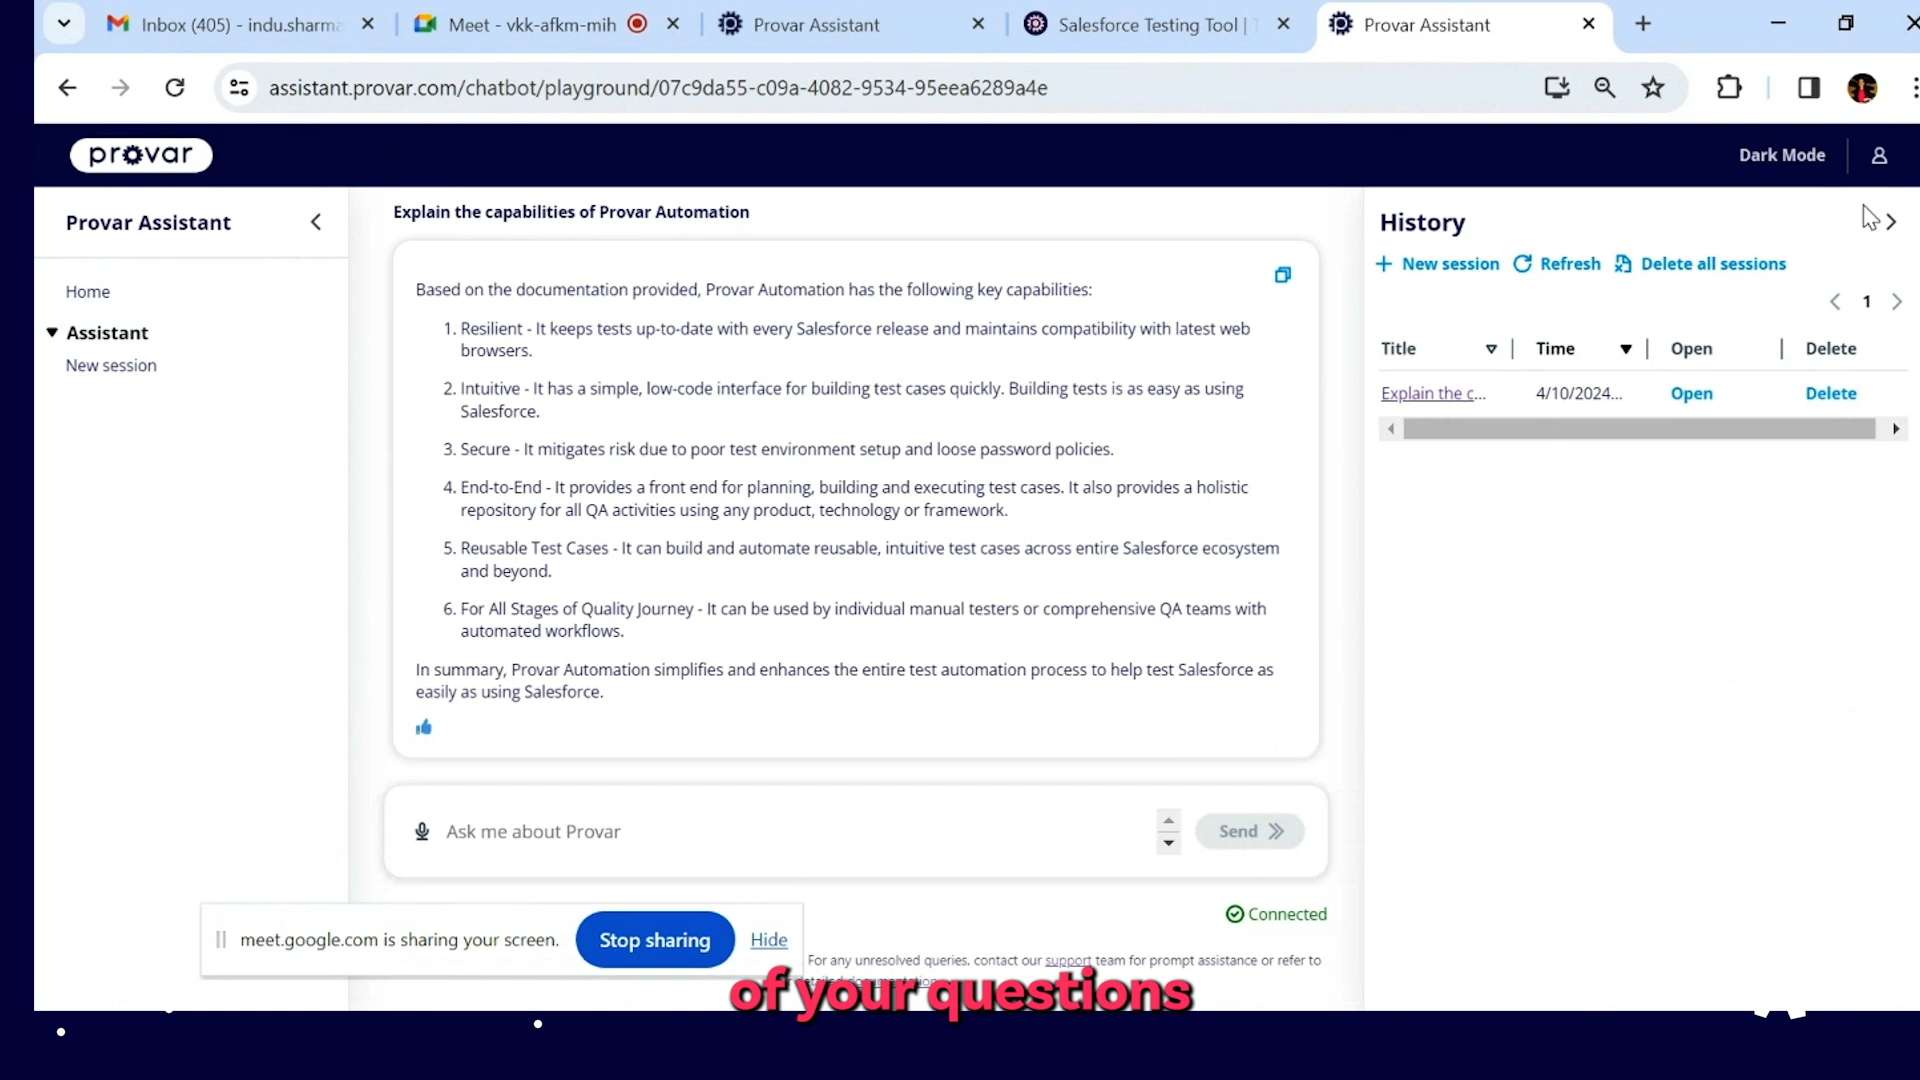 Inbox (405) - indu.sharma
Meet - vkk-afkm-mih
Provar Assistant
Salesforce Testing Tool | T
Provar Assistant
assistant.provar.com/chatbot/playground/07c9da55-c09a-4082-9534-95eea6289a4e
provar
Dark Mode
Provar Assistant
Home
Assistant
New session
Explain the capabilities of Provar Automation
Based on the documentation provided, Provar Automation has the following key capabilities:
1. Resilient - It keeps tests up-to-date with every Salesforce release and maintains compatibility with latest web
browsers.
2. Intuitive - It has a simple, low-code interface for building test cases quickly. Building tests is as easy as using
Salesforce.
3. Secure - It mitigates risk due to poor test environment setup and loose password policies.
4. End-to-End - It provides a front end for planning, building and executing test cases. It also provides a holistic
repository for all QA activities using any product, technology or framework.
5. Reusable Test Cases - It can build and automate reusable, intuitive test cases across entire Salesforce ecosystem
and beyond.
6. For All Stages of Quality Journey - It can be used by individual manual testers or comprehensive QA teams with
automated workflows.
In summary, Provar Automation simplifies and enhances the entire test automation process to help test Salesforce as
easily as using Salesforce.
Ask me about Provar
Send
Connected
For any unresolved queries, contact our support team for prompt assistance or refer to
meet.google.com is sharing your screen.
Stop sharing
Hide
of your questions
History
New session
Refresh
Delete all sessions
1
Title
Time
Open
Delete
Explain the c...
4/10/2024...
Open
Delete